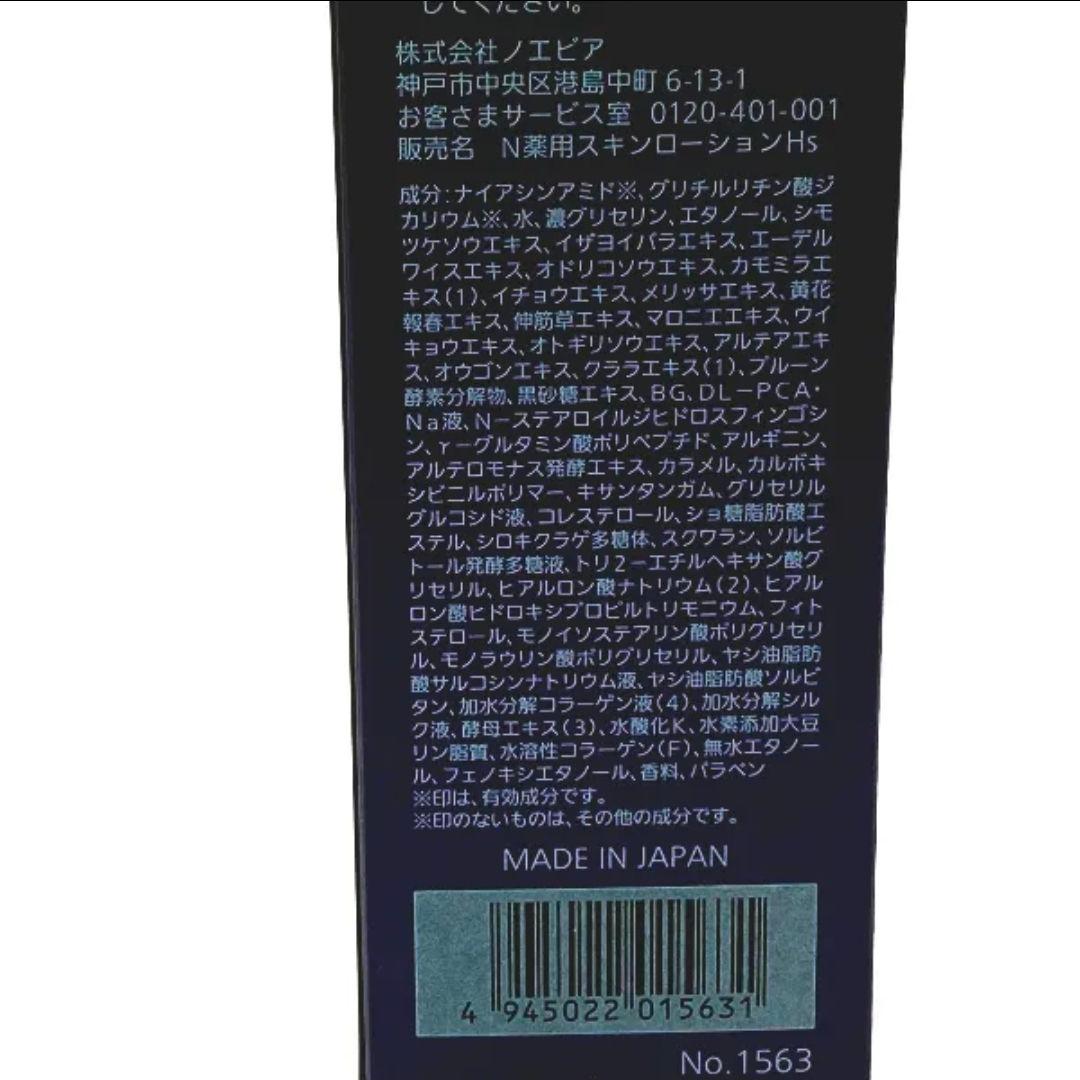 してください。
株式会社ノエビア
神戸市中央区港島中町 6-13-1
お客さまサービス室 0120-401-001
販売名 N薬用スキンローションHs
成分:ナイアシンアミド※、グリチルリチン酸ジ
カリウム※、水、濃グリセリン、エタノール、シモ
ツケソウエキス、イザヨイバラエキス、エーデル
ワイスエキス、オドリコソウエキス、カモミラエ
キス(1)、イチョウエキス、メリッサエキス、黄花
報春エキス、伸筋草エキス、マロニエエキス、ウイ
キョウエキス、オトギリソウエキス、アルテアエキ
ス、オウゴンエキス、クララエキス(1)、プルーン
酵素分解物、黒砂糖エキス、BG、DL－PCA・
Na液、N－ステアロイルジヒドロスフィンゴシ
ン、γ－グルタミン酸ポリペプチド、アルギニン、
アルテロモナス発酵エキス、カラメル、カルボキ
シビニルポリマー、キサンタンガム、グリセリル
グルコシド液、コレステロール、ショ糖脂肪酸エ
ステル、シロキクラゲ多糖体、スクワラン、ソルビ
トール発酵多糖液、トリ2－エチルヘキサン酸グ
リセリル、ヒアルロン酸ナトリウム(2)、ヒアル
ロン酸ヒドロキシプロピルトリモニウム、フィト
ステロール、モノイソステアリン酸ポリグリセリ
ル、モノラウリン酸ポリグリセリル、ヤシ油脂肪
酸サルコシンナトリウム液、ヤシ油脂肪酸ソルビ
タン、加水分解コラーゲン液(4)、加水分解シル
ク液、酵母エキス(3)、水酸化K、水素添加大豆
リン脂質、水溶性コラーゲン(F)、無水エタノー
ル、フェノキシエタノール、香料、パラベン
※印は、有効成分です。
※印のないものは、その他の成分です。
MADE IN JAPAN
4 945022 015631
No.1563